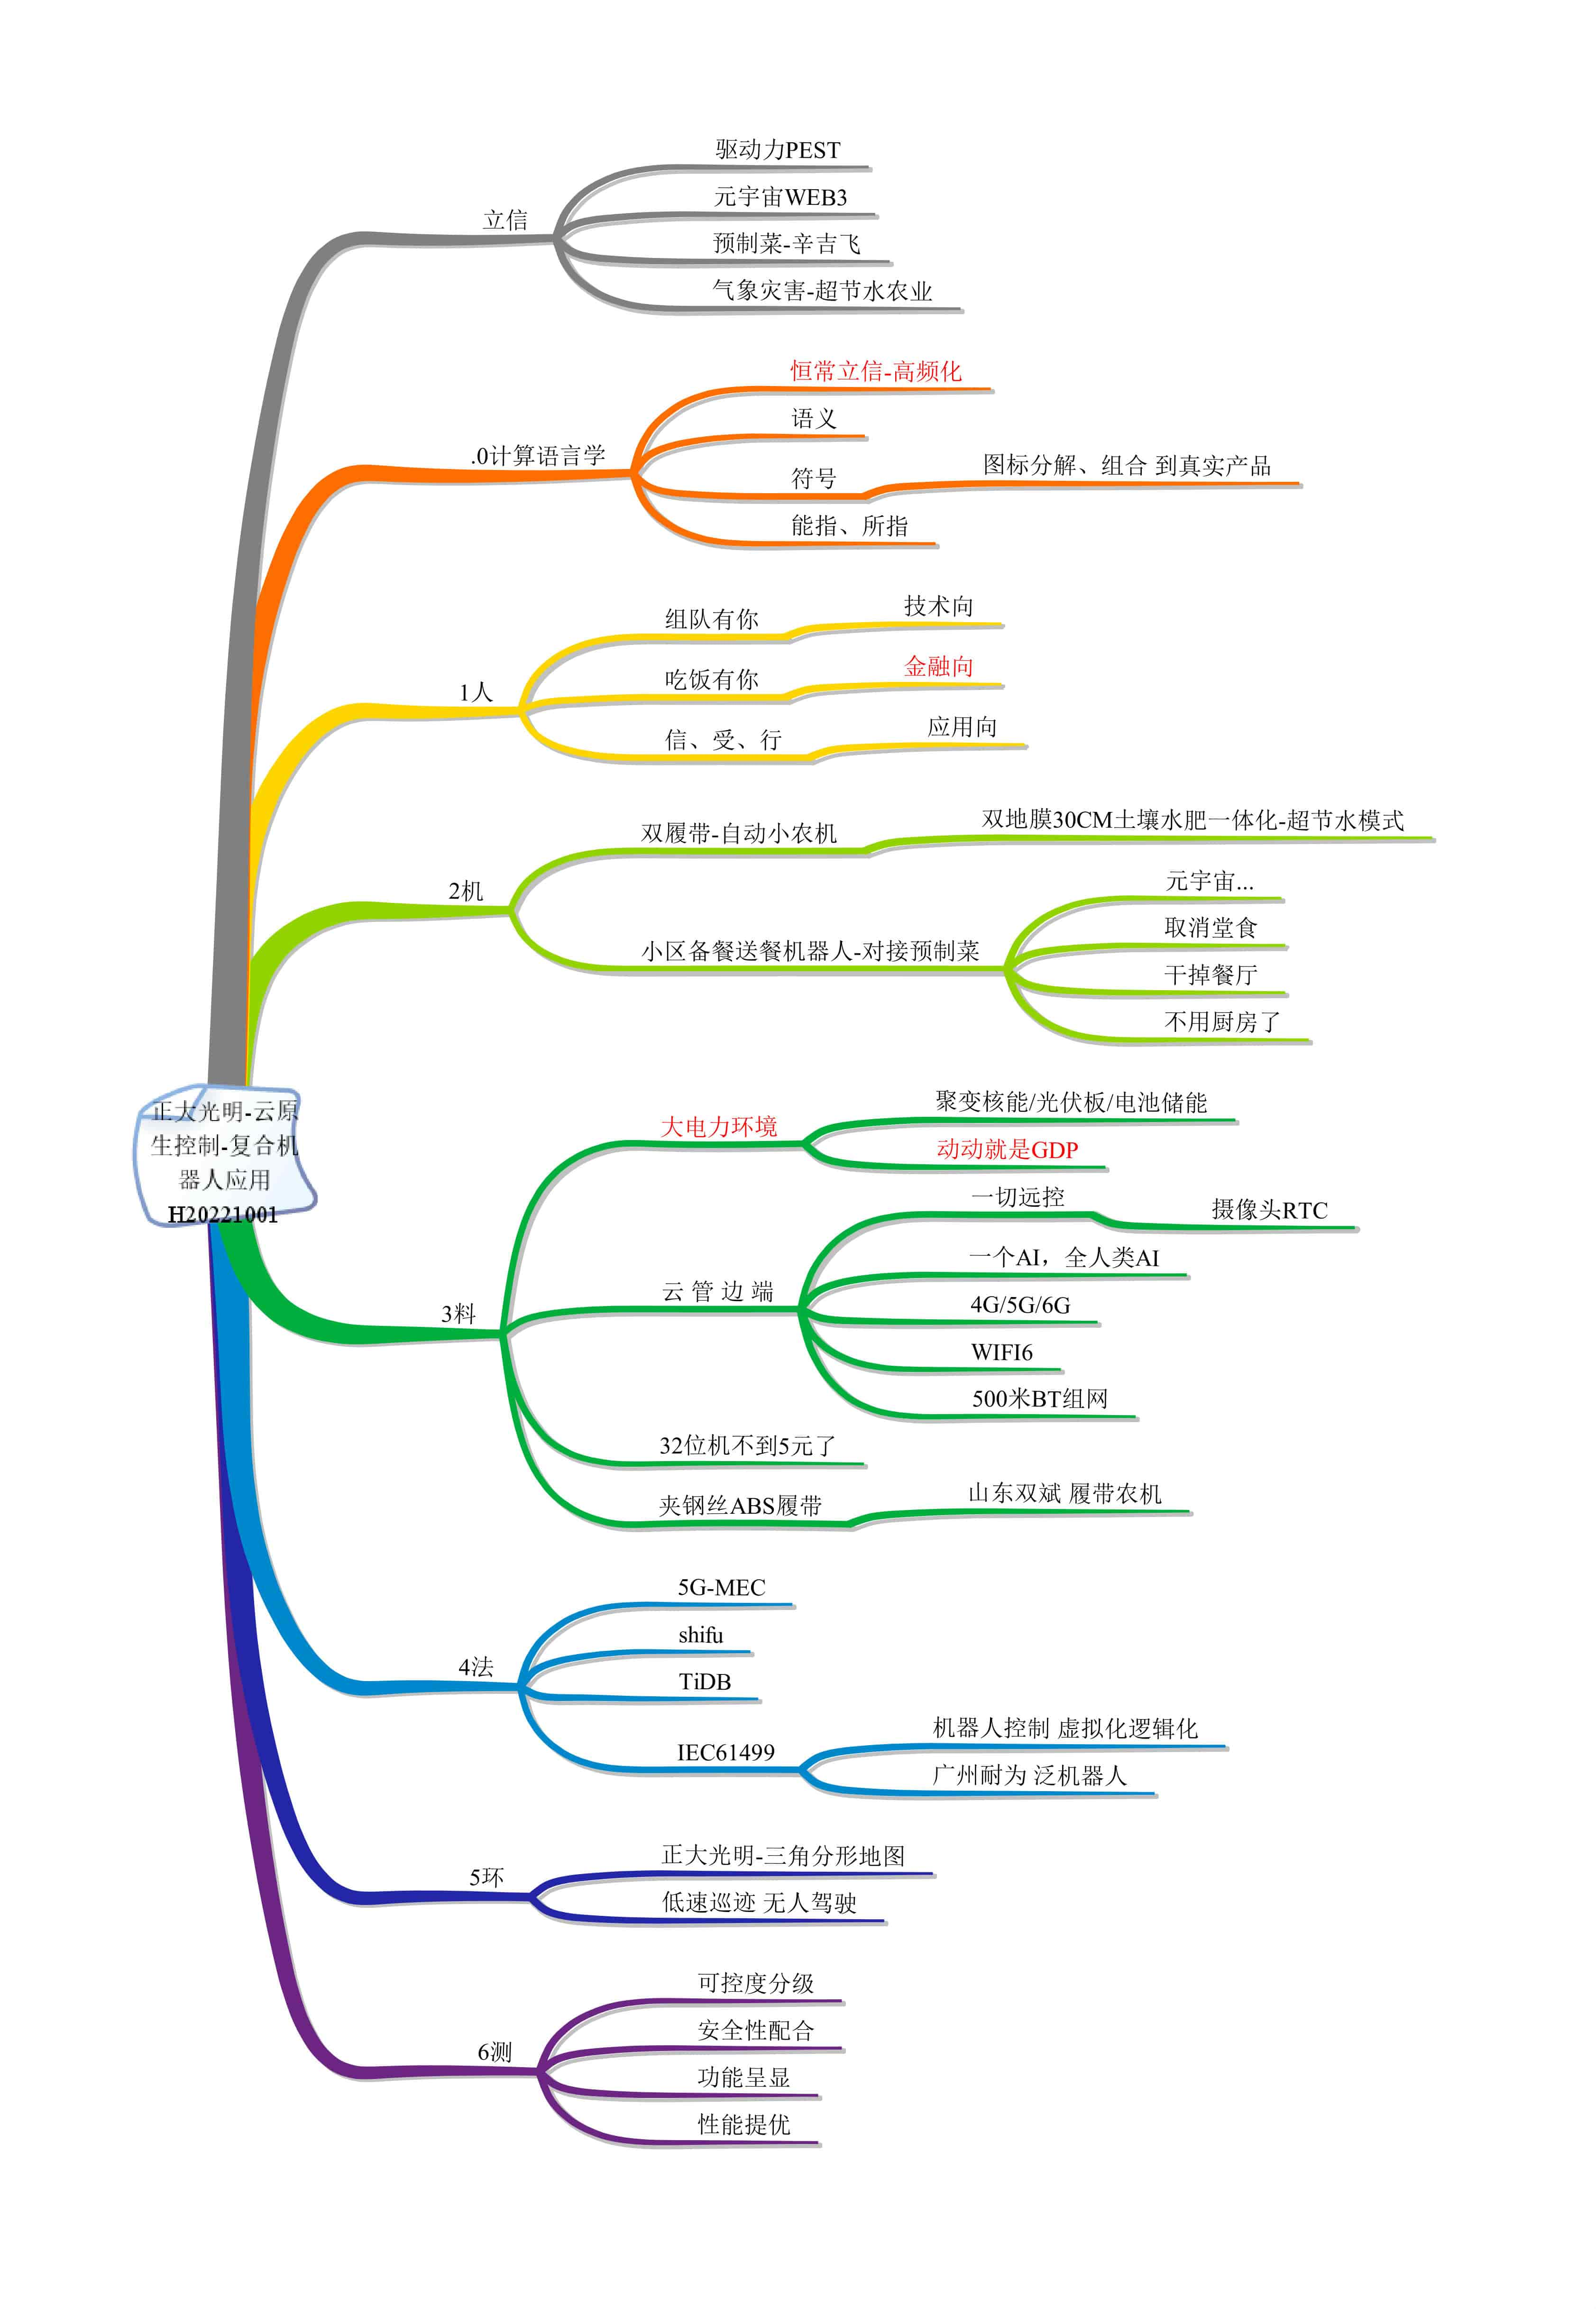 驱动力PEST
元宇宙WEB3
立信
预制菜-辛吉飞
气象灾害-超节水农业
恒常立信-高频化
语义
.0计算语言学
符号
图标分解、组合 到真实产品
能指、所指
组队有你
技术向
1人
吃饭有你
金融向
信、受、行
应用向
双履带-自动小农机
双地膜30CM土壤水肥一体化-超节水模式
2机
小区备餐送餐机器人-对接预制菜
元宇宙...
取消堂食
干掉餐厅
不用厨房了
正大光明-云原
生控制-复合机
器人应用
H20221001
大电力环境
聚变核能/光伏板/电池储能
动动就是GDP
3料
云 管 边 端
一切远控
摄像头RTC
一个AI，全人类AI
4G/5G/6G
WIFI6
500米BT组网
32位机不到5元了
夹钢丝ABS履带
山东双斌 履带农机
5G-MEC
shifu
4法
TiDB
IEC61499
机器人控制 虚拟化逻辑化
广州耐为 泛机器人
5环
正大光明-三角分形地图
低速巡迹 无人驾驶
可控度分级
安全性配合
6测
功能呈显
性能提优